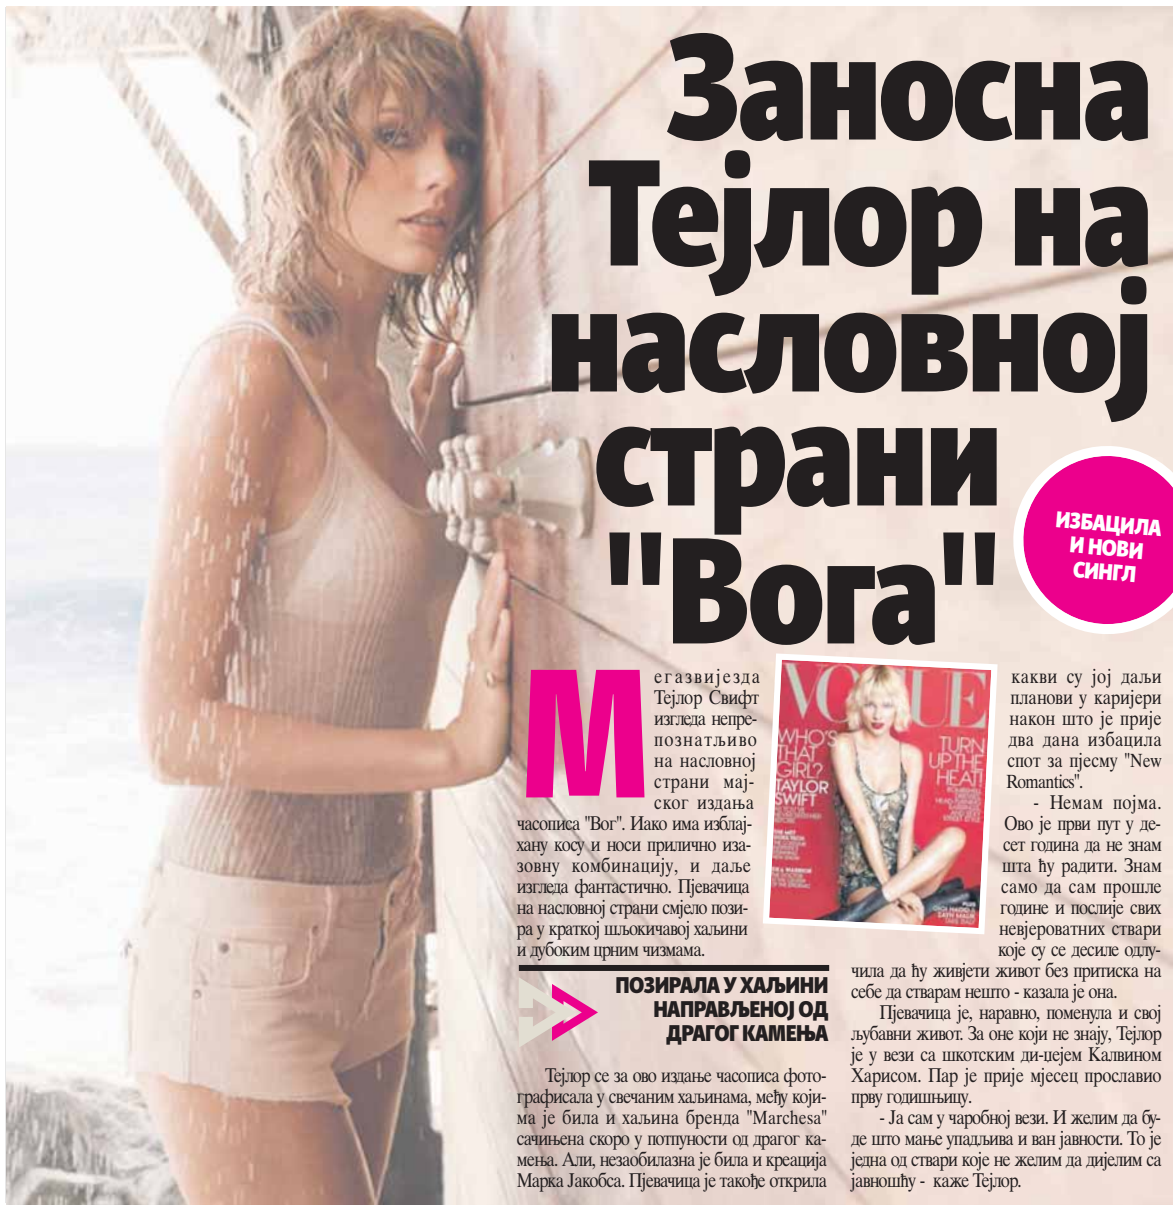 Заносна
Тејлор на
насловној
страни
"Вога"
ИЗБАЦИЛА
И НОВИ
СИНГЛ
Мегазвијезда
Тејлор Свифт
изгледа непре-
познатљиво
на насловној
страни мај-
ског издања
часописа "Вог". Иако има изблај-
хану косу и носи прилично иза-
зовну комбинацију, и даље
изгледа фантастично. Пјевачица
на насловној страни смјело пози-
ра у краткој шљокичавој хаљини
и дубоким црним чизмама.
ПОЗИРАЛА У ХАЉИНИ
НАПРАВЉЕНОЈ ОД
ДРАГОГ КАМЕЊА
Тејлор се за ово издање часописа фото-
графисала у свечаним хаљинама, међу који-
ма је била и хаљина бренда "Marchesa"
сачињена скоро у потпуности од драгог ка-
мења. Али, незаобилазна је била и креација
Марка Јакобса. Пјевачица је такође открила
VOGUE
WHO'S
THAT
GIRL?
TAYLOR
SWIFT
TURN
UP THE
HEAT!
какви су јој даљи
планови у каријери
након што је прије
два дана избацила
спот за пјесму "New
Romantics".
- Немам појма.
Ово је први пут у де-
сет година да не знам
шта ћу радити. Знам
само да сам прошле
године и послије свих
невјероватних ствари
које су се десиле одлу-
чила да ћу живјети живот без притиска на
себе да стварам нешто - казала је она.
Пјевачица је, наравно, поменула и свој
љубавни живот. За оне који не знају, Тејлор
је у вези са шкотским ди-џејем Калвином
Харисом. Пар је прије мјесец прославио
прву годишњицу.
- Ја сам у чаробној вези. И желим да бу-
де што мање упадљива и ван јавности. То је
једна од ствари које не желим да дијелим са
јавношћу - каже Тејлор.